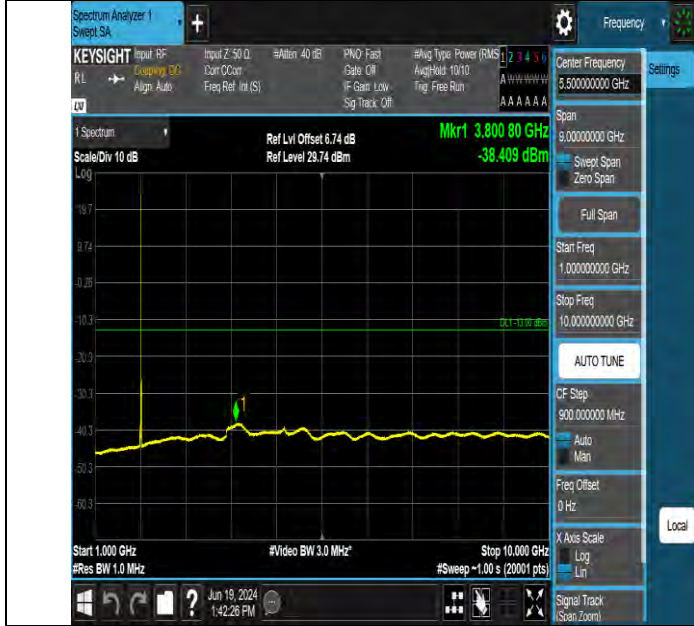 Spectrum Analyzer 1
Swept SA
+
Frequency
KEYSIGHT
RL
LXI
Input: RF
Coupling: DC
Align: Auto
Input Z: 50 Ω
Corr CCorr
Freq Ref: Int (S)
#Atten: 40 dB
PNO: Fast
Gate: Off
IF Gain: Low
Sig Track: Off
#Avg Type: Power (RMS
Avg|Hold: 10/10
Trig: Free Run
1 2 3 4 5 6
A W W W W W
A A A A A A
1 Spectrum
Scale/Div 10 dB
Log
Ref Lvl Offset 6.74 dB
Ref Level 29.74 dBm
Mkr1 3.800 80 GHz
-38.409 dBm
19.7
9.74
-0.26
-10.3
DL1 -13.00 dBm
-20.3
-30.3
1
-40.3
-50.3
-60.3
Start 1.000 GHz
#Res BW 1.0 MHz
#Video BW 3.0 MHz*
Stop 10.000 GHz
#Sweep ~1.00 s (20001 pts)
?
Jun 19, 2024
1:42:26 PM
Center Frequency
5.500000000 GHz
Settings
Span
9.00000000 GHz
Swept Span
Zero Span
Full Span
Start Freq
1.000000000 GHz
Stop Freq
10.000000000 GHz
AUTO TUNE
CF Step
900.000000 MHz
Auto
Man
Freq Offset
0 Hz
X Axis Scale
Log
Lin
Local
Signal Track
(Span Zoom)